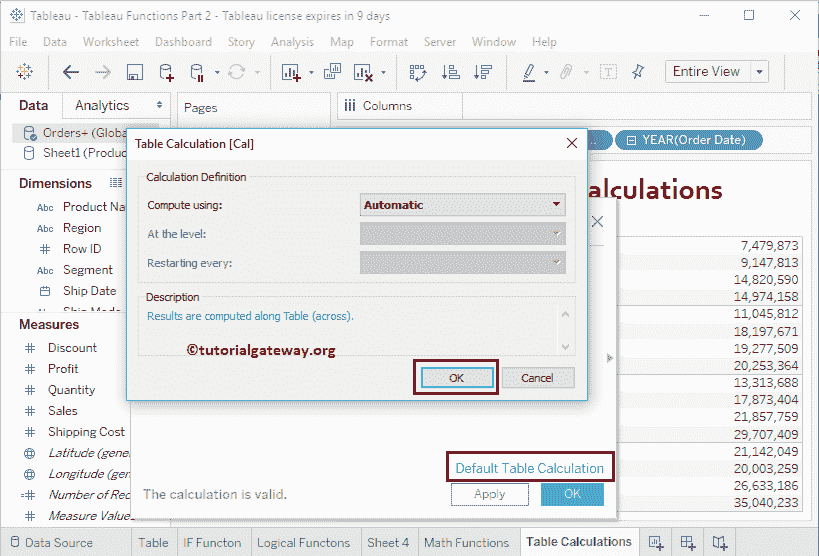 Tableau - Tableau Functions Part 2 - Tableau license expires in 9 days
File Data Worksheet Dashboard Story Analysis Map Format Server Window Help
Entire View
Data Analytics
Pages
Columns
Orders+ (Globa
Sheet1 (Produc
YEAR(Order Date)
Dimensions
Abc Product Na
Abc Region
Row ID
Abc Segment
Ship Date
Measures
Discount
Profit
Quantity
Sales
Shipping Cost
Latitude (gene
Longitude (gen
Number of Rec
Measure Values
alculations
Table Calculation [Cal]
Calculation Definition
Compute using: Automatic
At the level:
Restarting every:
Description
Results are computed along Table (across).
©tutorialgateway.org
OK Cancel
7,479,873
9,147,813
14,820,590
14,974,158
11,045,812
18,197,671
19,277,509
20,253,364
13,313,688
17,873,404
21,857,759
29,707,409
21,142,049
20,003,259
26,633,186
35,040,233
Default Table Calculation
The calculation is valid. Apply OK
Data Source Table IF Functon Logical Functons Sheet 4 Math Functions Table Calculations